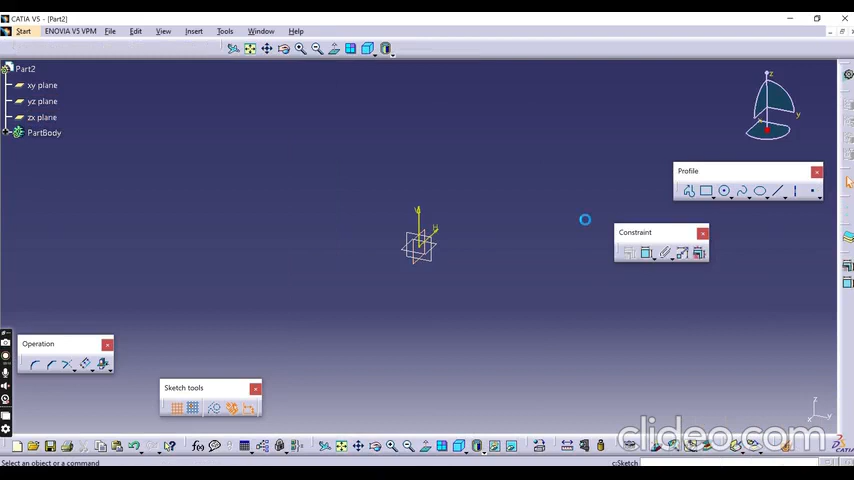 CATIA V5 - [Part2]
Start ENOVIA V5 VPM File Edit View Insert Tools Window Help
Part2
xy plane
yz plane
zx plane
PartBody
z
y
Profile
Constraint
V
H
Operation
Sketch tools
clideo.com
Select an object or a command
c:Sketch